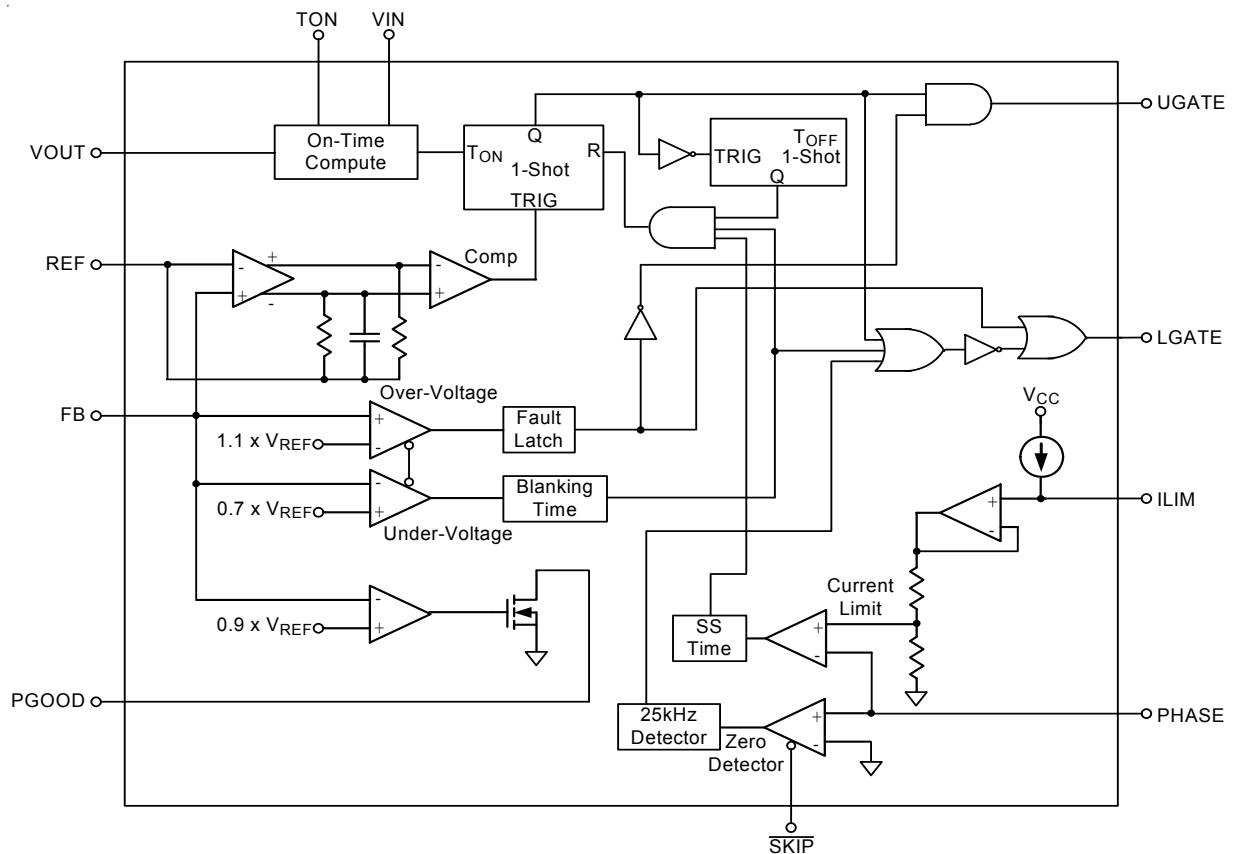 TON VIN
UGATE
VOUT
On-Time
Compute
Q
TON
1-Shot
R
TRIG
TRIG
TOFF
1-Shot
Q
REF
-
+
+
-
-
+
Comp
LGATE
FB
Over-Voltage
+
-
1.1 x VREF
Fault
Latch
VCC
-
+
0.7 x VREF
Under-Voltage
Blanking
Time
+
-
ILIM
-
+
0.9 x VREF
Current
Limit
SS
Time
+
-
PGOOD
25kHz
Detector
Zero
Detector
+
-
PHASE
SKIP